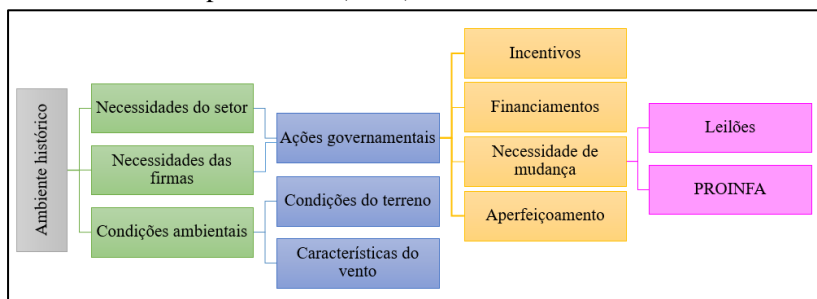 Ambiente histórico
Necessidades do setor
Necessidades das
firmas
Condições ambientais
Ações governamentais
Condições do terreno
Características do
vento
Incentivos
Financiamentos
Necessidade de
mudança
Aperfeiçoamento
Leilões
PROINFA